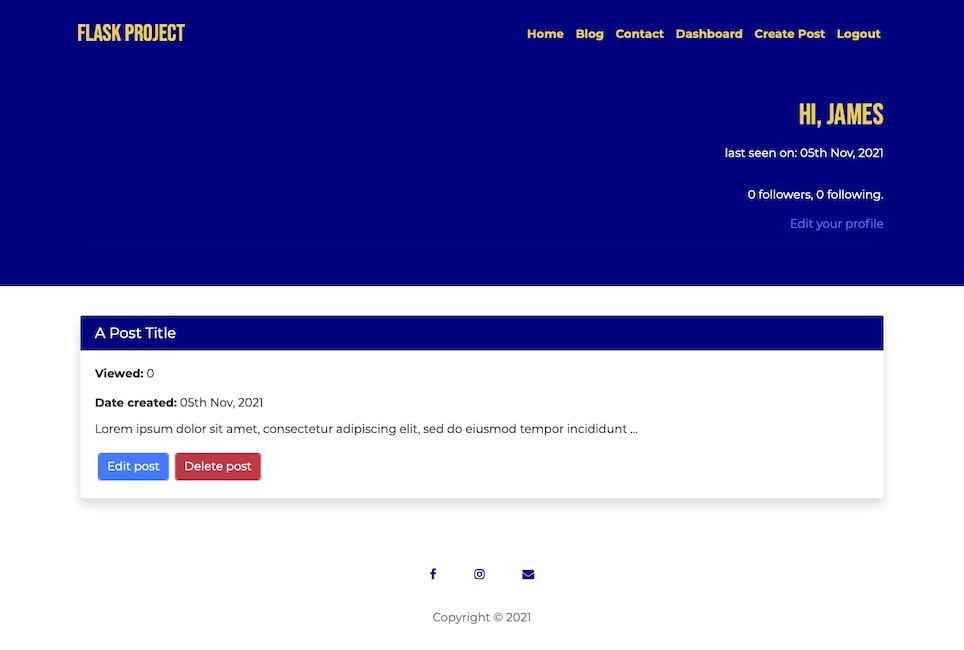 FLASK PROJECT
Home Blog Contact Dashboard Create Post Logout
HI, JAMES
last seen on: 05th Nov, 2021
0 followers, 0 following.
Edit your profile
A Post Title
Viewed: 0
Date created: 05th Nov, 2021
Lorem ipsum dolor sit amet, consectetur adipiscing elit, sed do eiusmod tempor incididunt ...
Edit post Delete post
Copyright © 2021